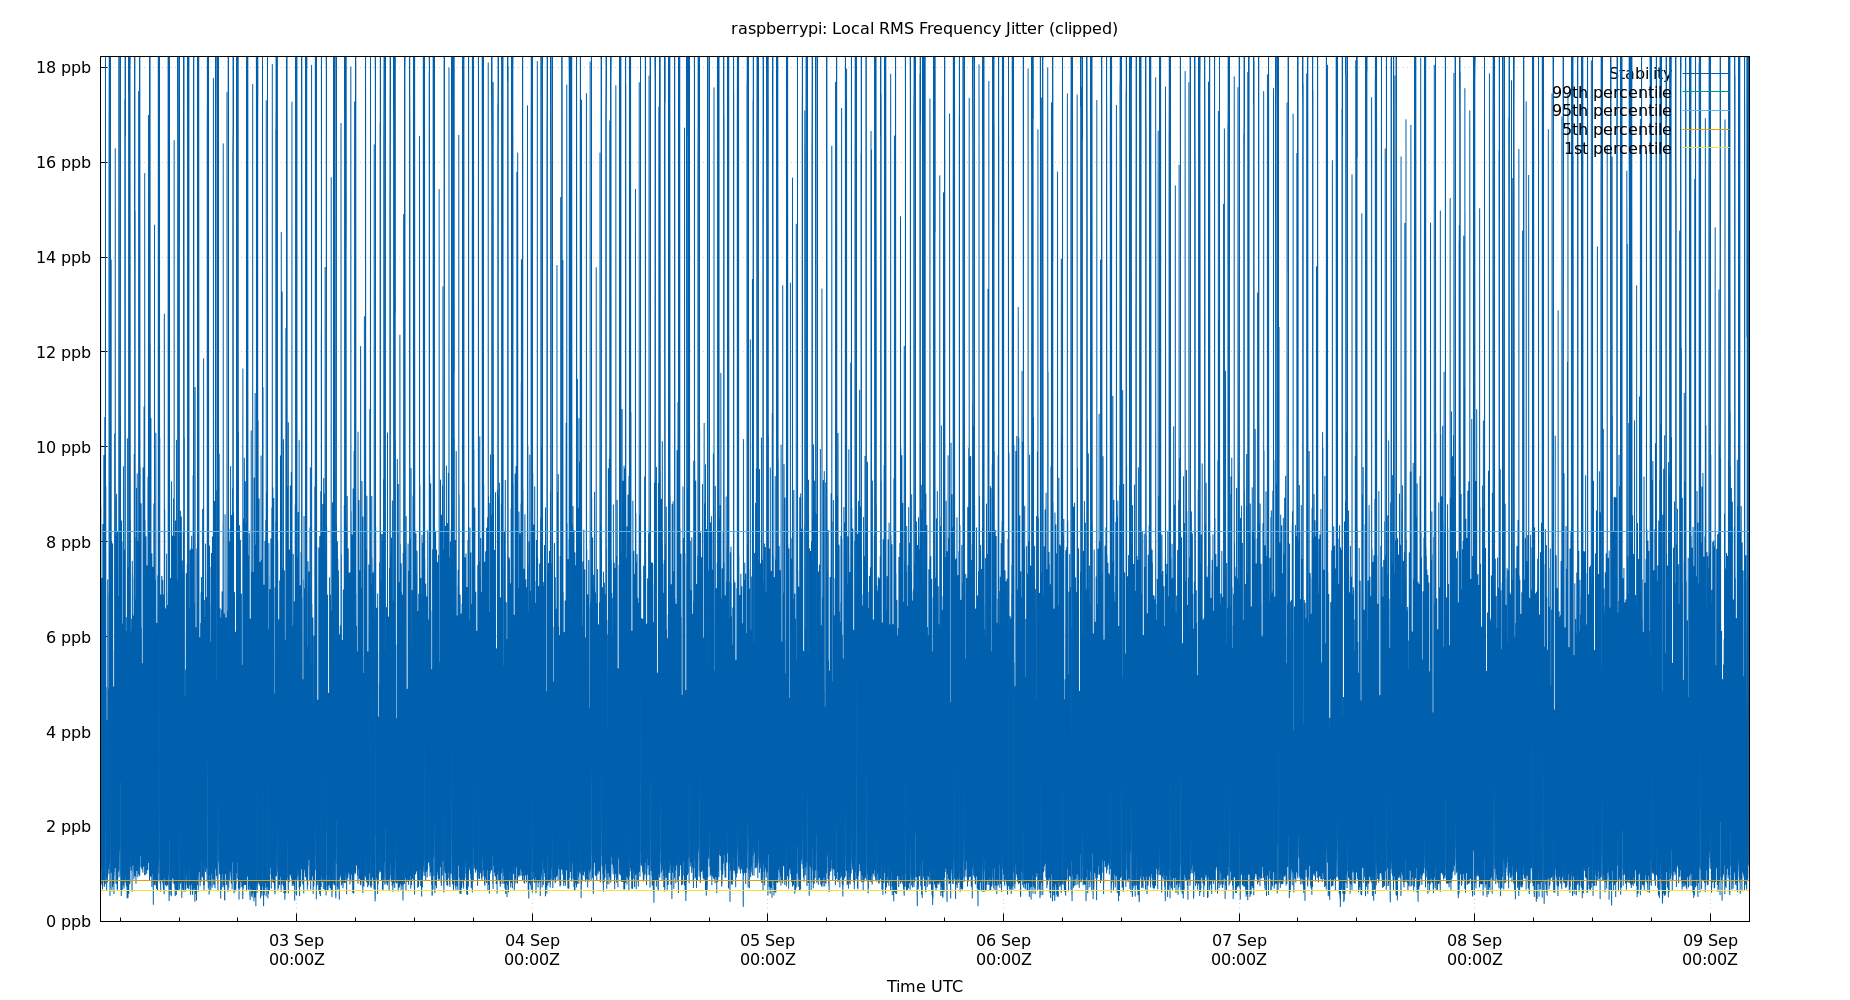 raspberrypi: Local RMS Frequency Jitter (clipped)
18 ppb
16 ppb
14 ppb
12 ppb
10 ppb
8 ppb
6 ppb
4 ppb
2 ppb
0 ppb
Stability
99th percentile
95th percentile
5th percentile
1st percentile
03 Sep
00:00Z
04 Sep
00:00Z
05 Sep
00:00Z
06 Sep
00:00Z
07 Sep
00:00Z
08 Sep
00:00Z
09 Sep
00:00Z
Time UTC